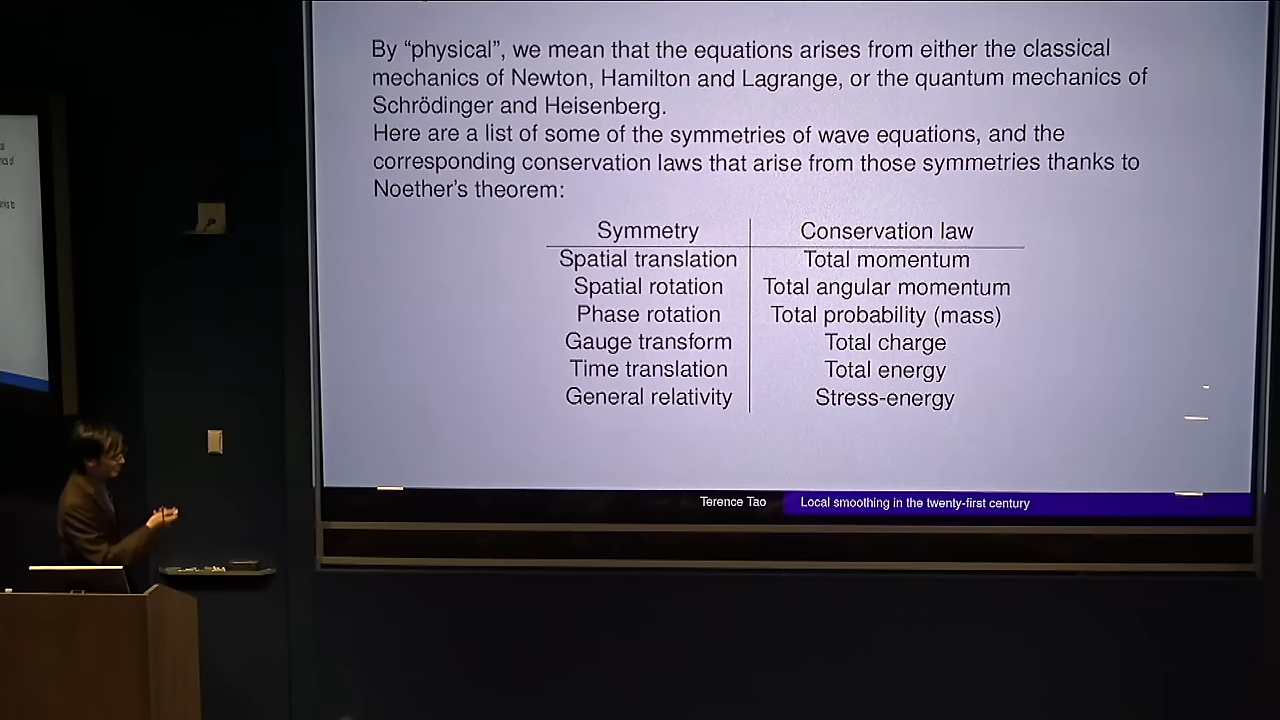 By “physical”, we mean that the equations arises from either the classical
mechanics of Newton, Hamilton and Lagrange, or the quantum mechanics of
Schrödinger and Heisenberg.
Here are a list of some of the symmetries of wave equations, and the
corresponding conservation laws that arise from those symmetries thanks to
Noether’s theorem:
Symmetry Conservation law
Spatial translation Total momentum
Spatial rotation Total angular momentum
Phase rotation Total probability (mass)
Gauge transform Total charge
Time translation Total energy
General relativity Stress-energy
Terence Tao Local smoothing in the twenty-first century